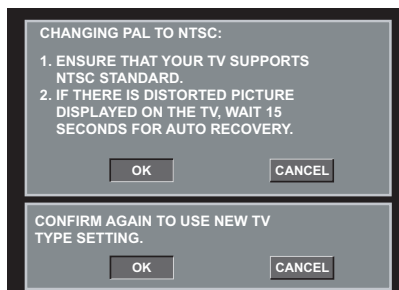 CHANGING PAL TO NTSC:
1. ENSURE THAT YOUR TV SUPPORTS
NTSC STANDARD.
2. IF THERE IS DISTORTED PICTURE
DISPLAYED ON THE TV, WAIT 15
SECONDS FOR AUTO RECOVERY.
OK CANCEL
CONFIRM AGAIN TO USE NEW TV
TYPE SETTING.
OK CANCEL